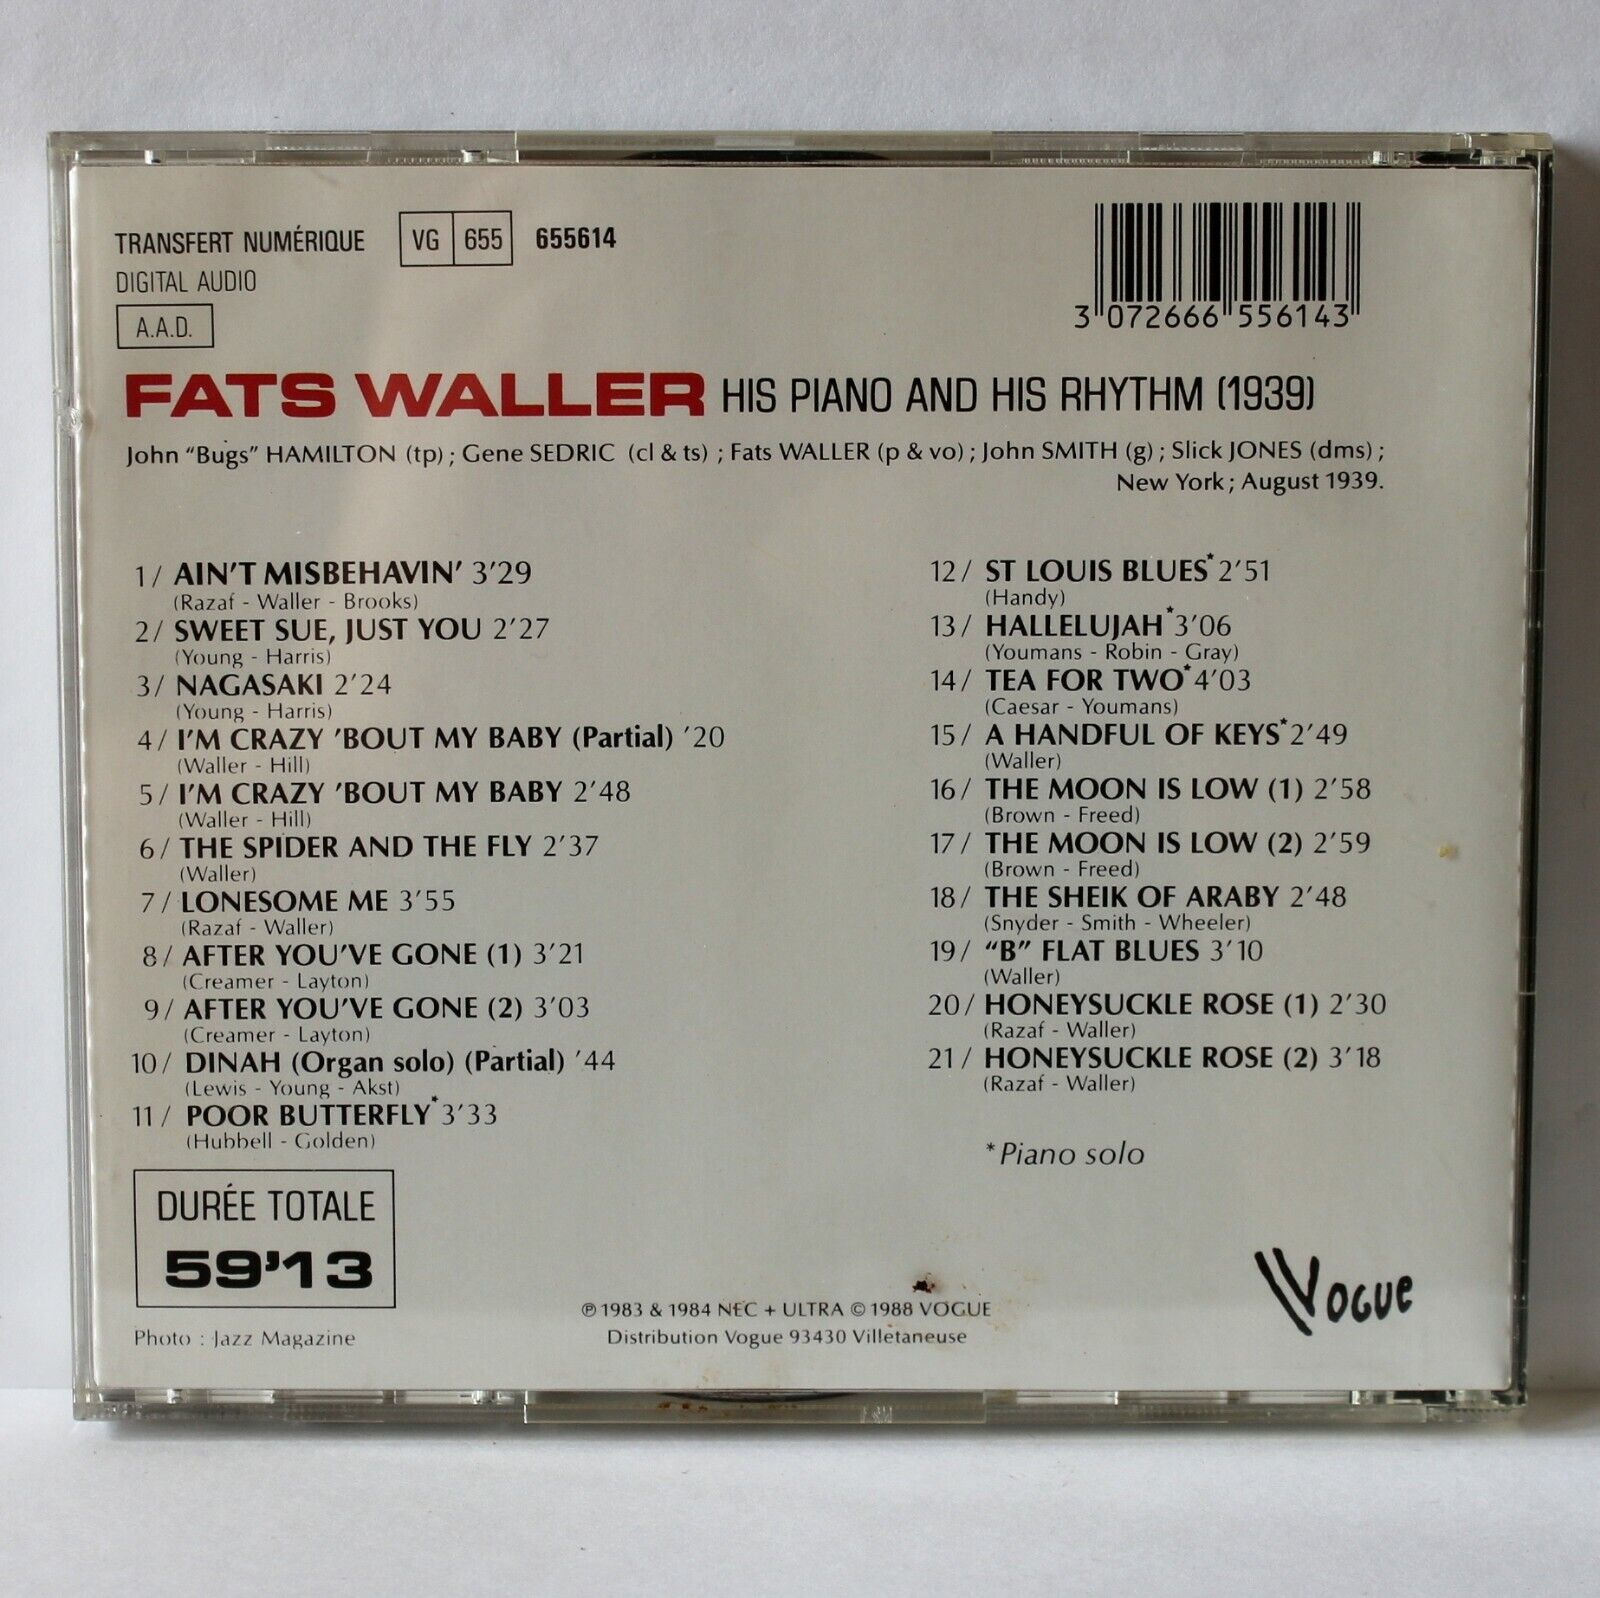 TRANSFERT NUMÉRIQUE VG 655 655614
DIGITAL AUDIO
A.A.D.
3 072666 556143
FATS WALLER HIS PIANO AND HIS RHYTHM (1939)
John "Bugs" HAMILTON (tp) ; Gene SEDRIC (cl & ts) ; Fats WALLER (p & vo) ; John SMITH (g) ; Slick JONES (dms) ;
New York ; August 1939.
1/ AIN'T MISBEHAVIN' 3'29
(Razaf - Waller - Brooks)
2/ SWEET SUE, JUST YOU 2'27
(Young - Harris)
3/ NAGASAKI 2'24
(Young - Harris)
4/ I'M CRAZY 'BOUT MY BABY (Partial) '20
(Waller - Hill)
5/ I'M CRAZY 'BOUT MY BABY 2'48
(Waller - Hill)
6/ THE SPIDER AND THE FLY 2'37
(Waller)
7/ LONESOME ME 3'55
(Razaf - Waller)
8/ AFTER YOU'VE GONE (1) 3'21
(Creamer - Layton)
9/ AFTER YOU'VE GONE (2) 3'03
(Creamer - Layton)
10/ DINAH (Organ solo) (Partial) '44
(Lewis - Young - Akst)
11/ POOR BUTTERFLY* 3'33
(Hubbell - Golden)
12/ ST LOUIS BLUES* 2'51
(Handy)
13/ HALLELUJAH* 3'06
(Youmans - Robin - Gray)
14/ TEA FOR TWO* 4'03
(Caesar - Youmans)
15/ A HANDFUL OF KEYS* 2'49
(Waller)
16/ THE MOON IS LOW (1) 2'58
(Brown - Freed)
17/ THE MOON IS LOW (2) 2'59
(Brown - Freed)
18/ THE SHEIK OF ARABY 2'48
(Snyder - Smith - Wheeler)
19/ "B" FLAT BLUES 3'10
(Waller)
20/ HONEYSUCKLE ROSE (1) 2'30
(Razaf - Waller)
21/ HONEYSUCKLE ROSE (2) 3'18
(Razaf - Waller)
*Piano solo
DURÉE TOTALE
59'13
Photo : Jazz Magazine
℗ 1983 & 1984 NEC + ULTRA © 1988 VOGUE
Distribution Vogue 93430 Villetaneuse
VOGUE